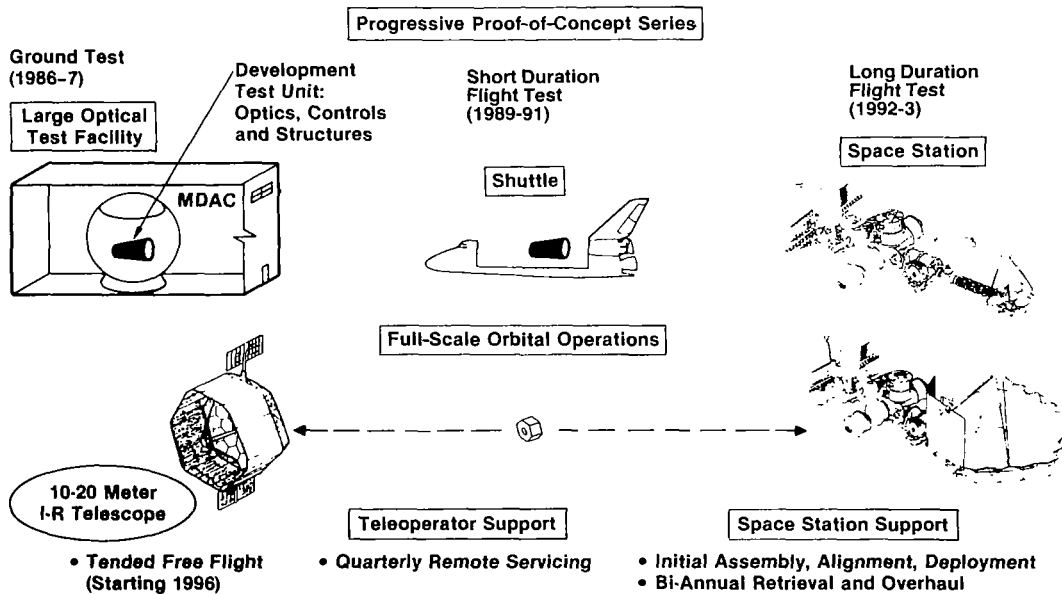 Progressive Proof-of-Concept Series
Ground Test
(1986-7)
Large Optical
Test Facility
Development
Test Unit:
Optics, Controls
and Structures
MDAC
Short Duration
Flight Test
(1989-91)
Shuttle
Long Duration
Flight Test
(1992-3)
Space Station
Full-Scale Orbital Operations
10-20 Meter
I-R Telescope
• Tended Free Flight
(Starting 1996)
Teleoperator Support
• Quarterly Remote Servicing
Space Station Support
• Initial Assembly, Alignment, Deployment
• Bi-Annual Retrieval and Overhaul